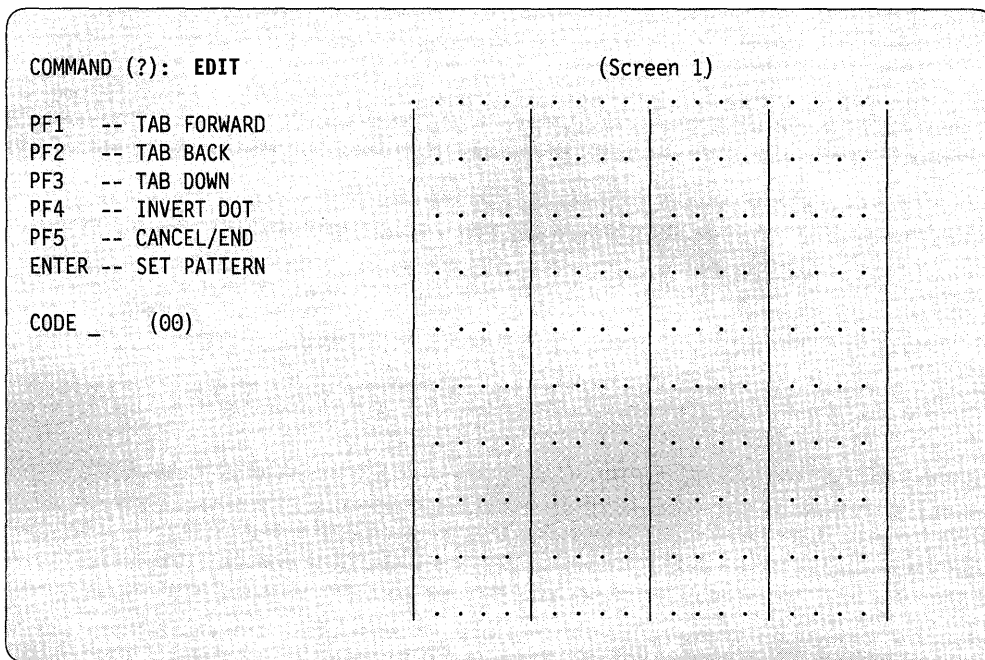 COMMAND (?): EDIT (Screen 1)
PF1 -- TAB FORWARD
PF2 -- TAB BACK
PF3 -- TAB DOWN
PF4 -- INVERT DOT
PF5 -- CANCEL/END
ENTER -- SET PATTERN
CODE _ (00)